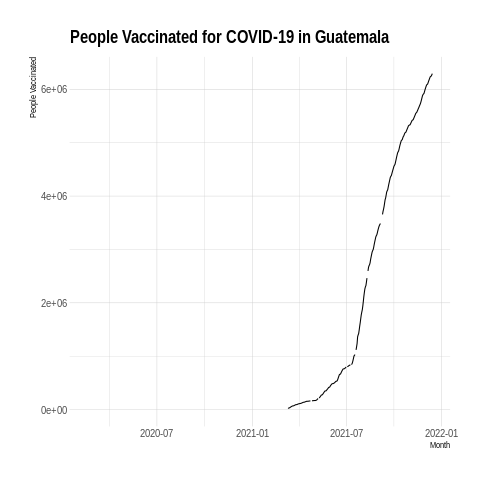 People Vaccinated for COVID-19 in Guatemala
People Vaccinated
6e+06
4e+06
2e+06
0e+00
2020-07 2021-01 2021-07 2022-01
Month